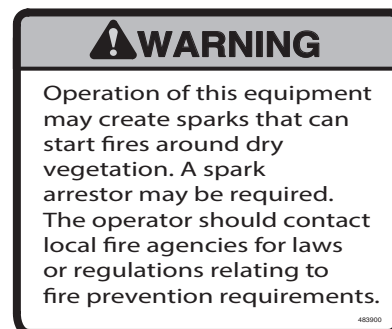 WARNING
Operation of this equipment
may create sparks that can
start fires around dry
vegetation. A spark
arrestor may be required.
The operator should contact
local fire agencies for laws
or regulations relating to
fire prevention requirements.
483900